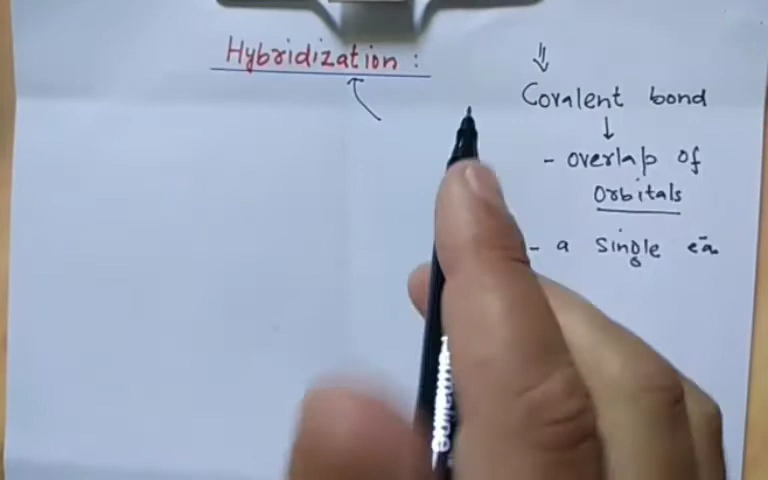 Hybridization :
Covalent bond
- overlap of
Orbitals
- a single